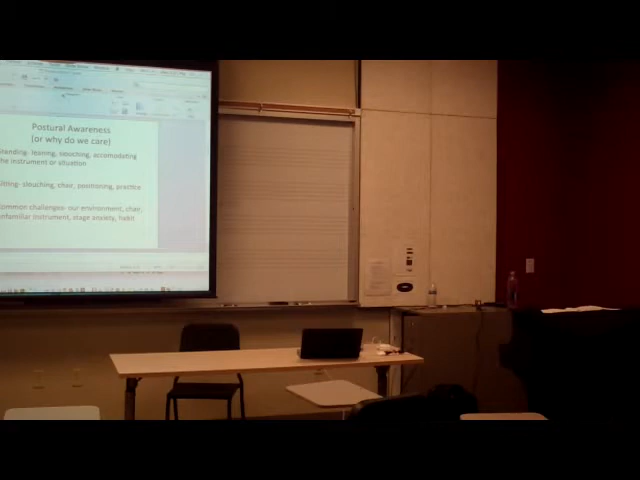 Postural Awareness
(or why do we care)
tanding- leaning, slouching, accomodating
he instrument or situation
itting- slouching, chair, positioning, practice
ommon challenges- our environment, chair,
nfamiliar instrument, stage anxiety, habit